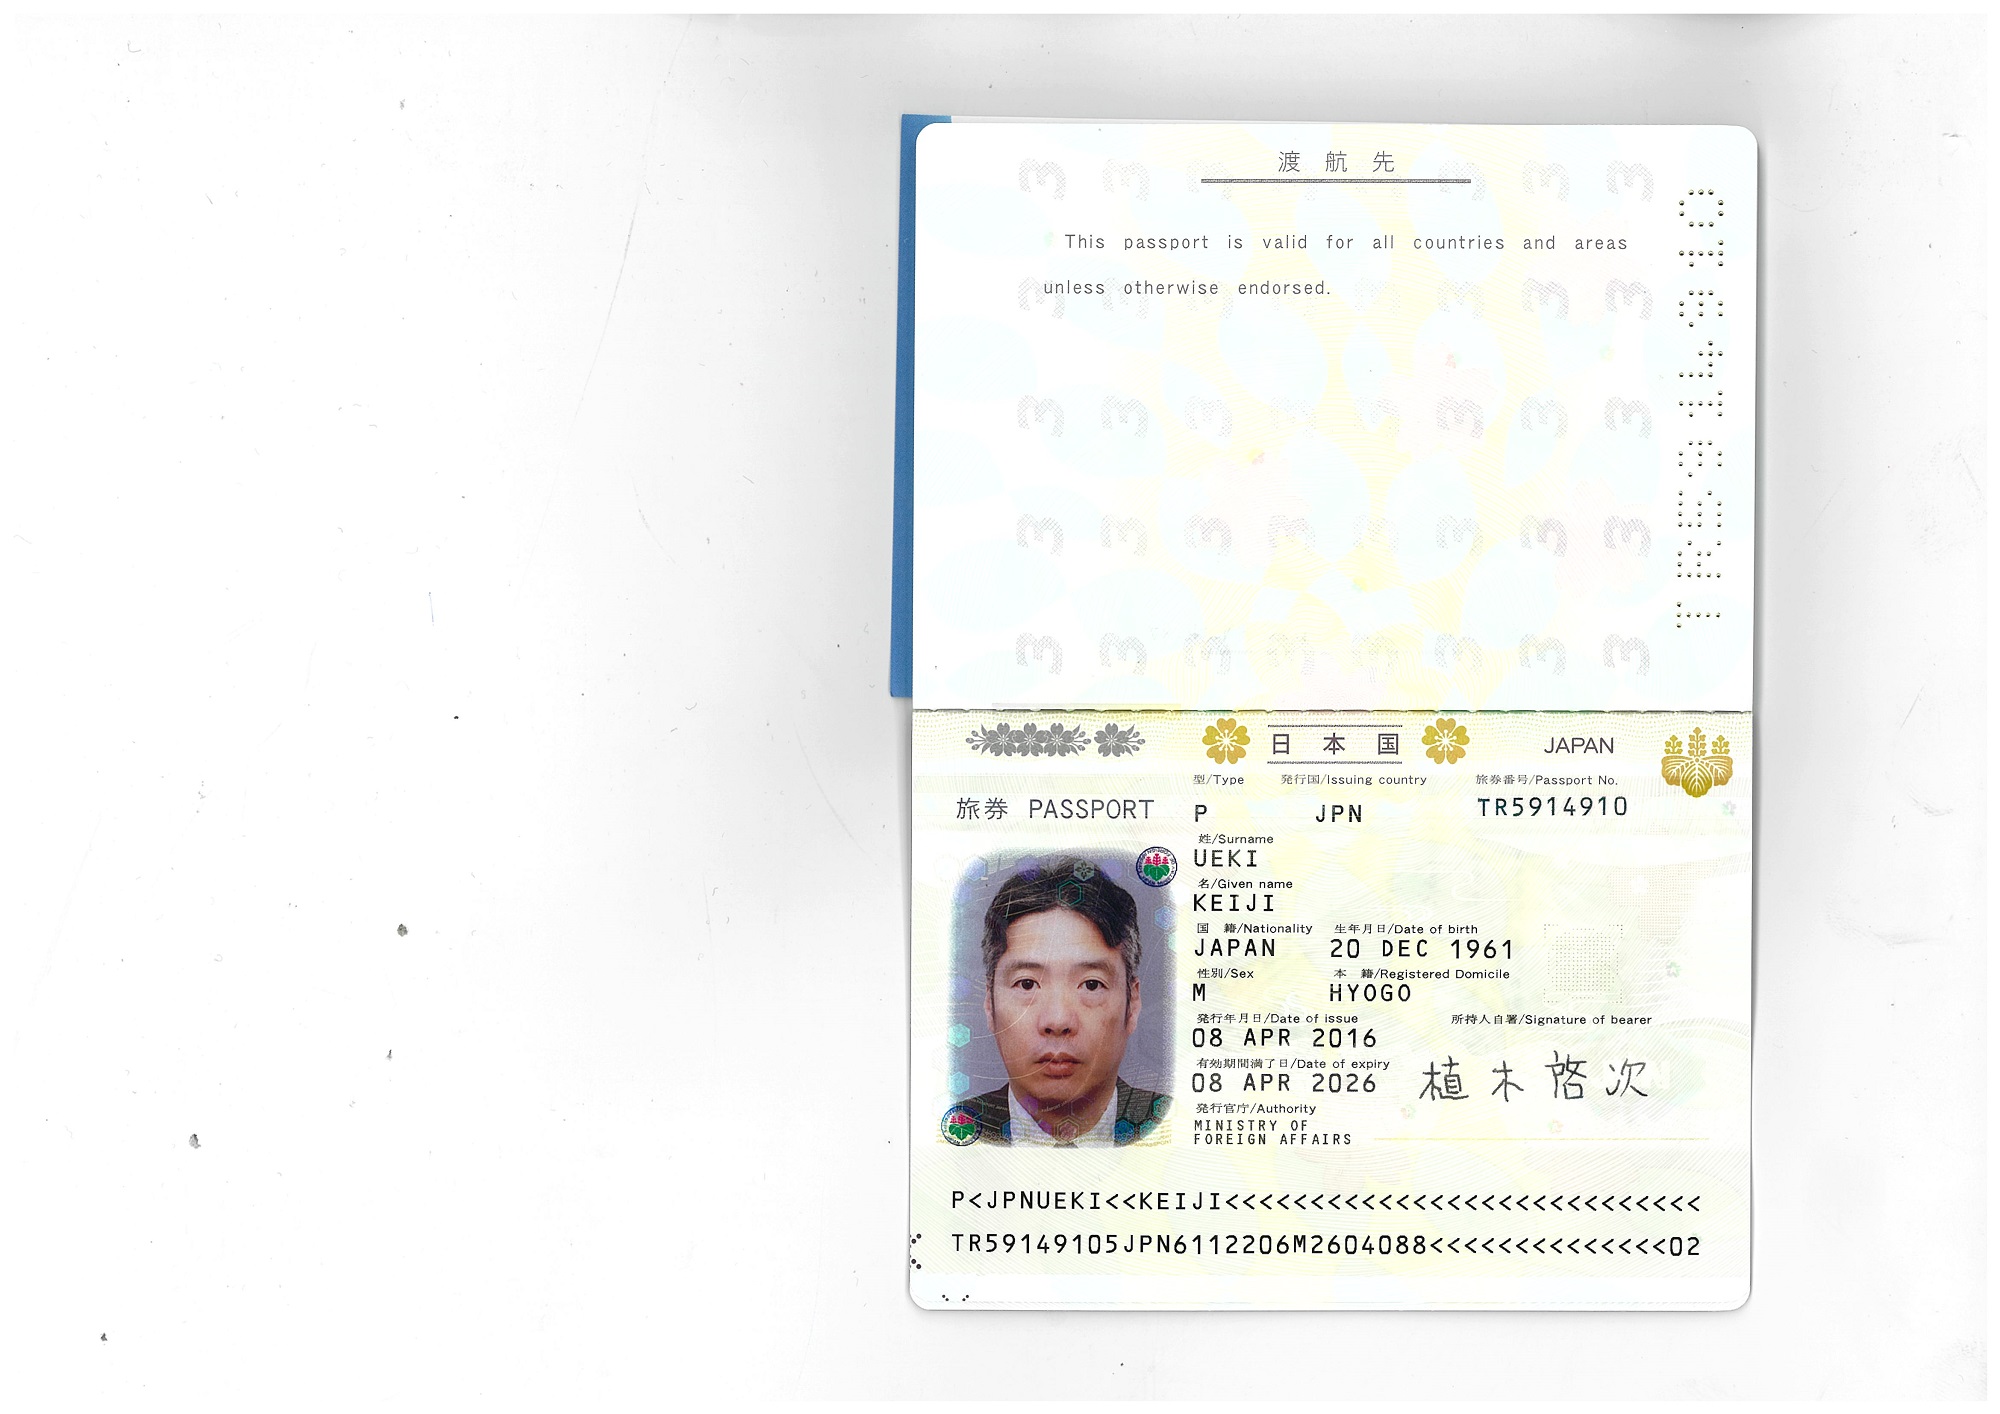 渡航先
This passport is valid for all countries and areas
unless otherwise endorsed.
TR5914910
日本国 JAPAN
型/Type 発行国/Issuing country 旅券番号/Passport No.
旅券 PASSPORT P JPN TR5914910
姓/Surname
UEKI
名/Given name
KEIJI
国 籍/Nationality 生年月日/Date of birth
JAPAN 20 DEC 1961
性別/Sex 本 籍/Registered Domicile
M HYOGO
発行年月日/Date of issue 所持人自署/Signature of bearer
08 APR 2016
有効期間満了日/Date of expiry
08 APR 2026 植木啓次
発行官庁/Authority
MINISTRY OF
FOREIGN AFFAIRS
P<JPNUEKI<<KEIJI<<<<<<<<<<<<<<<<<<<<<<<<<<<<
TR59149105JPN6112206M2604088<<<<<<<<<<<<<<02